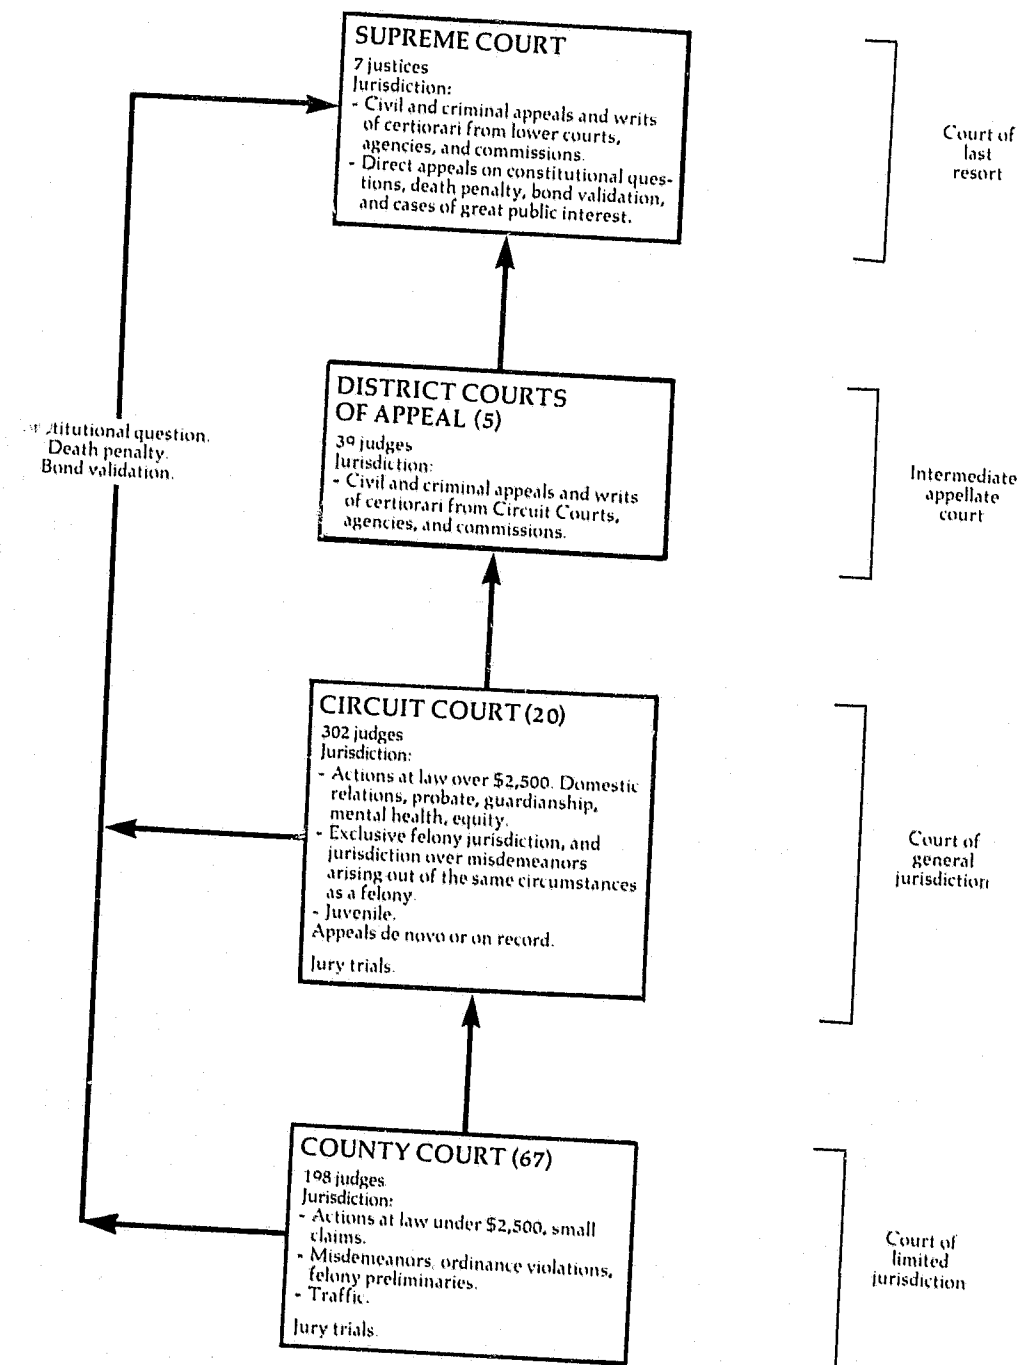 SUPREME COURT
7 justices
Jurisdiction:
- Civil and criminal appeals and writs
of certiorari from lower courts,
agencies, and commissions.
- Direct appeals on constitutional ques-
tions, death penalty, bond validation,
and cases of great public interest.
Court of
last
resort
DISTRICT COURTS
OF APPEAL (5)
39 judges
Jurisdiction:
- Civil and criminal appeals and writs
of certiorari from Circuit Courts,
agencies, and commissions.
question.
Death penalty.
Bond validation.
Intermediate
appellate
court
CIRCUIT COURT (20)
302 judges
Jurisdiction:
- Actions at law over $2,500. Domestic
relations, probate, guardianship,
mental health, equity.
- Exclusive felony jurisdiction, and
jurisdiction over misdemeanors
arising out of the same circumstances
as a felony.
- Juvenile.
Appeals de novo or on record.
Jury trials.
Court of
general
jurisdiction
COUNTY COURT (67)
198 judges
Jurisdiction:
- Actions at law under $2,500, small
claims.
- Misdemeanors, ordinance violations,
felony preliminaries.
- Traffic.
Jury trials.
Court of
limited
jurisdiction